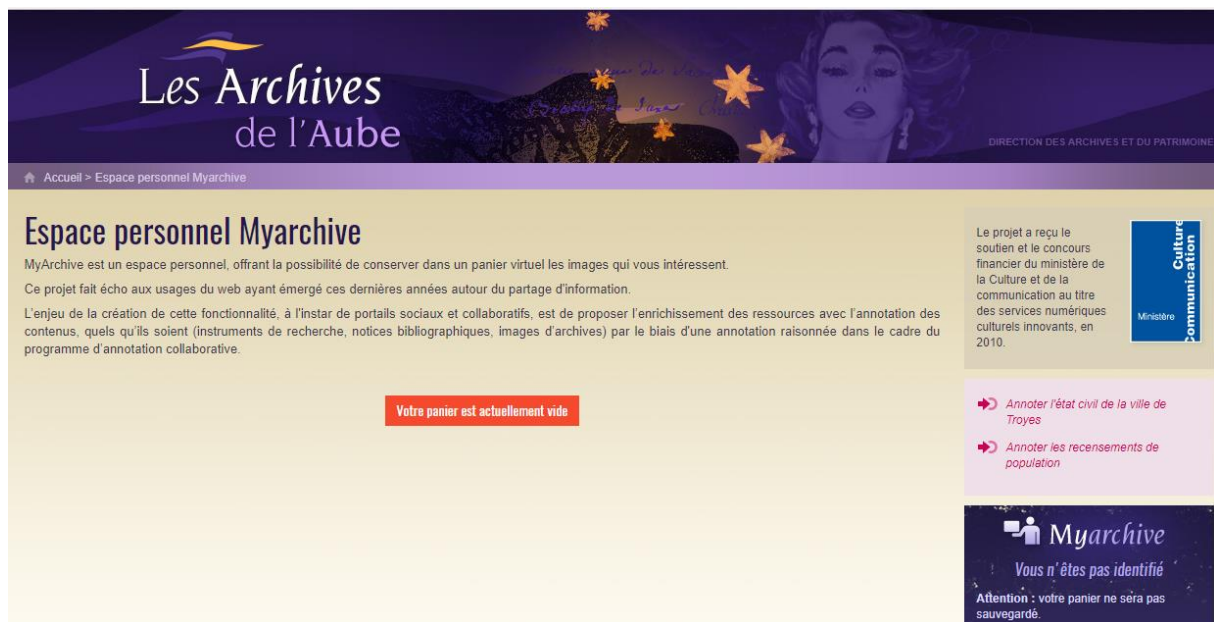 Les Archives
de l'Aube
DIRECTION DES ARCHIVES ET DU PATRIMOINE
Accueil > Espace personnel Myarchive
Espace personnel Myarchive
MyArchive est un espace personnel, offrant la possibilité de conserver dans un panier virtuel les images qui vous intéressent.
Ce projet fait écho aux usages du web ayant émergé ces dernières années autour du partage d'information.
L'enjeu de la création de cette fonctionnalité, à l'instar de portails sociaux et collaboratifs, est de proposer l'enrichissement des ressources avec l'annotation des
contenus, quels qu'ils soient (instruments de recherche, notices bibliographiques, images d'archives) par le biais d'une annotation raisonnée dans le cadre du
programme d'annotation collaborative.
Votre panier est actuellement vide
Le projet a reçu le
soutien et le concours
financier du ministère de
la Culture et de la
communication au titre
des services numériques
culturels innovants, en
2010.
Ministère
Culture
Communication
Annoter l'état civil de la ville de
Troyes
Annoter les recensements de
population
Myarchive
Vous n'êtes pas identifié
Attention : votre panier ne sera pas
sauvegardé.